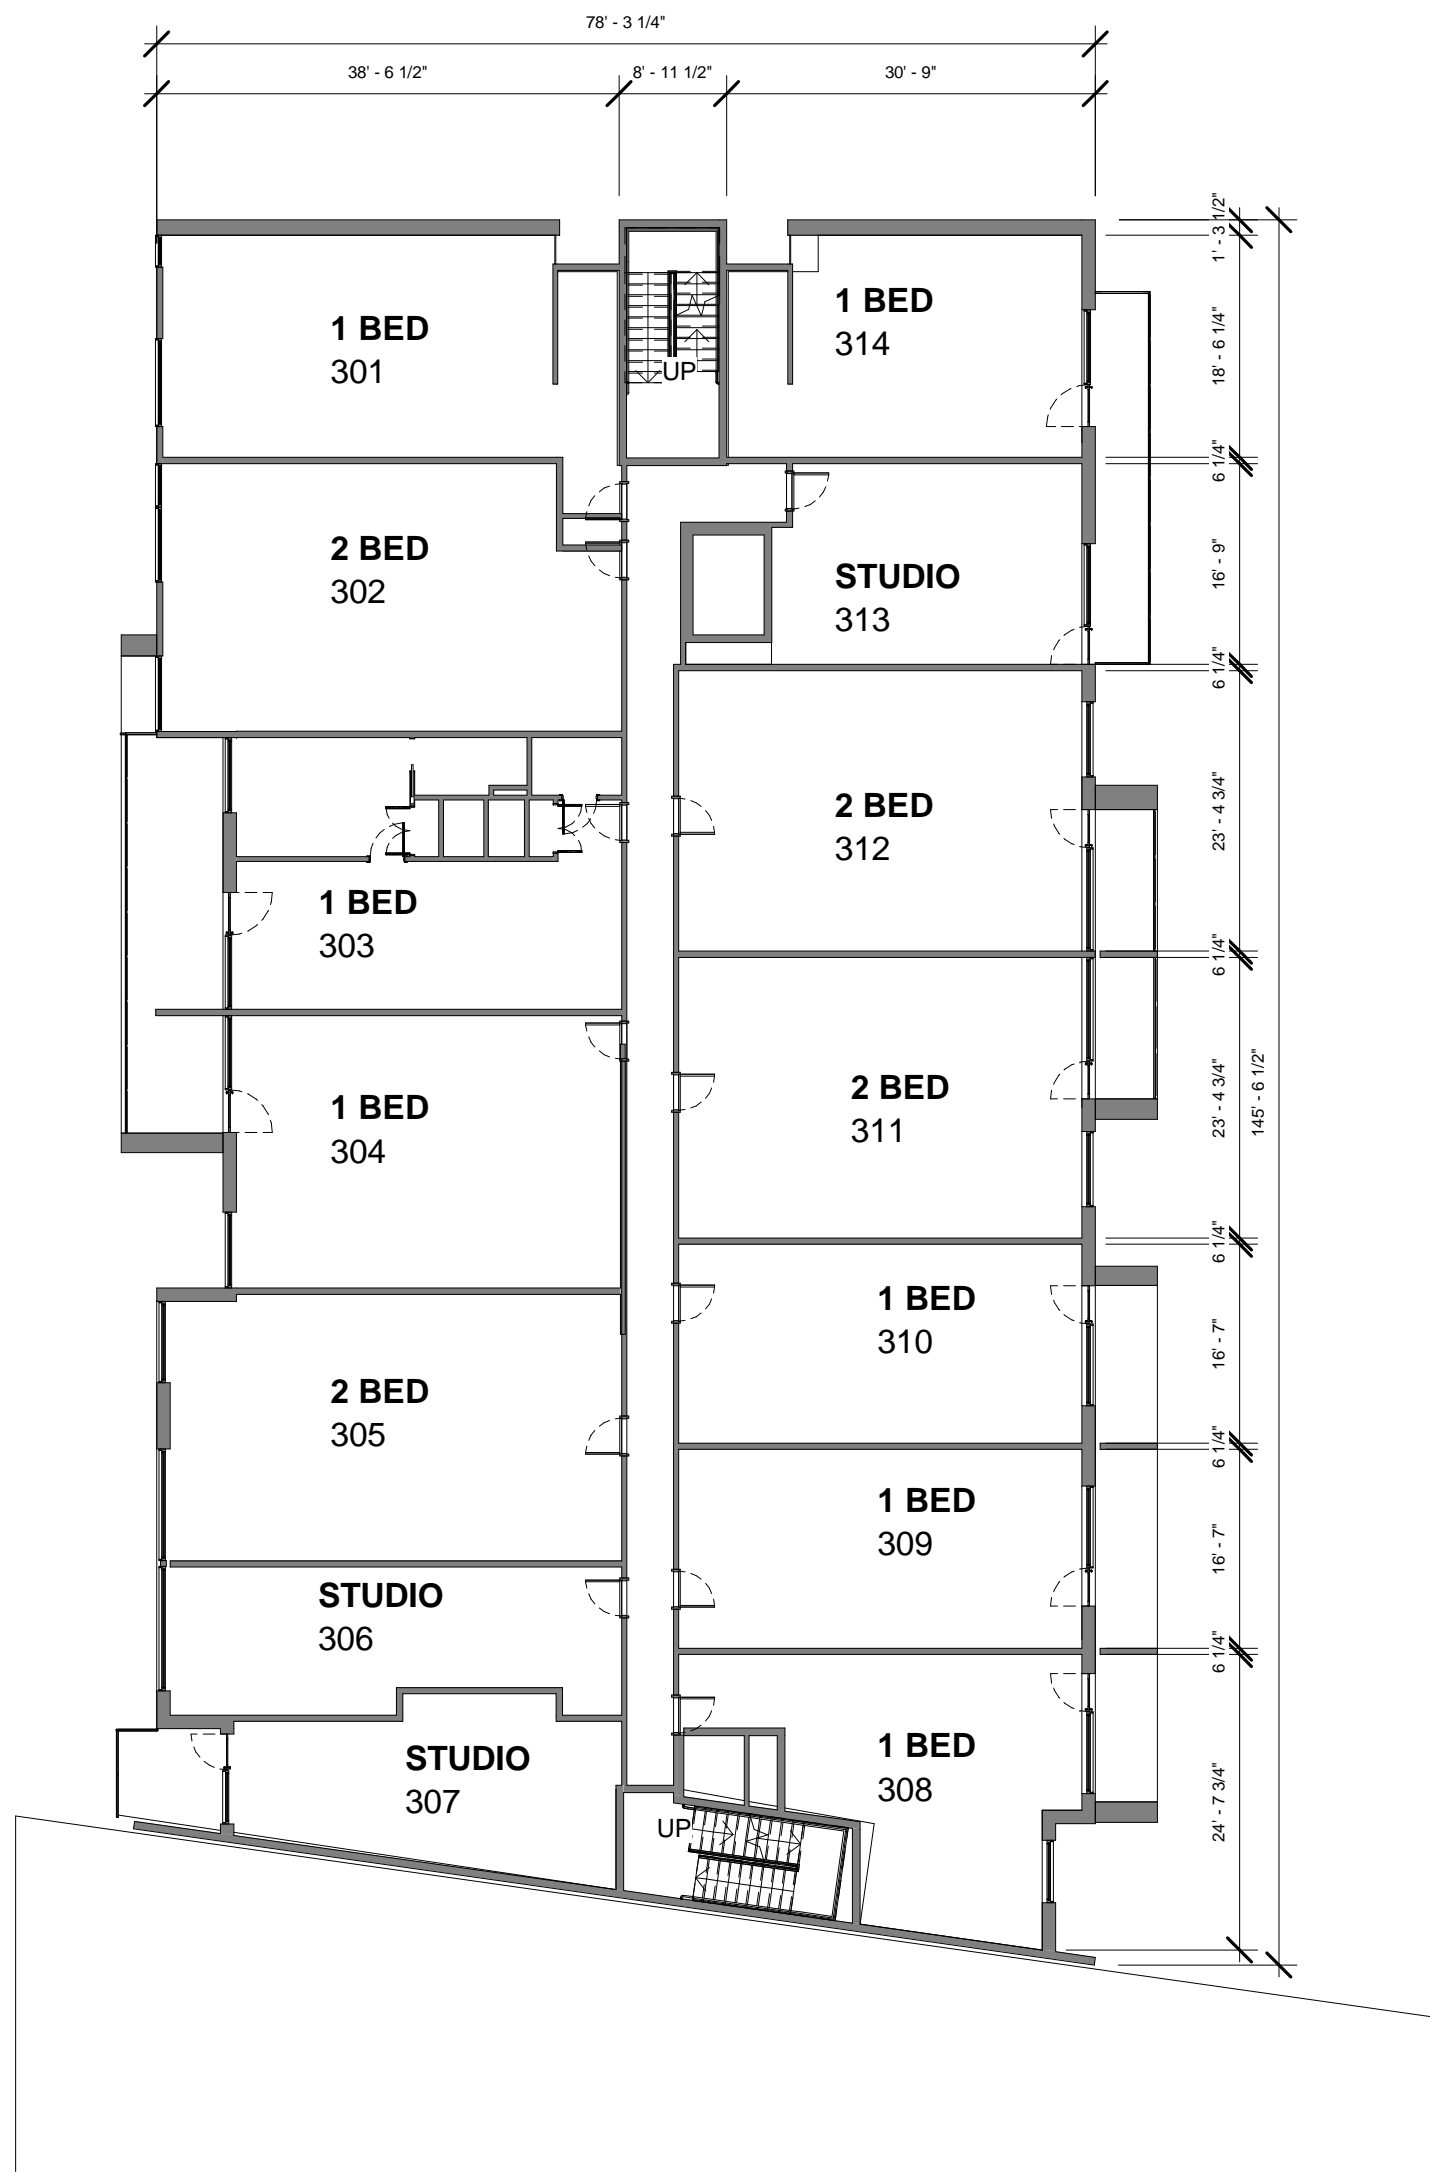 78' - 3 1/4"
38' - 6 1/2"
8' - 11 1/2"
30' - 9"
1' - 3 1/2"
1 BED
301
UP
1 BED
314
18' - 6 1/4"
6 1/4"
2 BED
302
STUDIO
313
16' - 9"
6 1/4"
1 BED
303
2 BED
312
23' - 4 3/4"
6 1/4"
1 BED
304
2 BED
311
23' - 4 3/4"
145' - 6 1/2"
6 1/4"
2 BED
305
1 BED
310
16' - 7"
6 1/4"
STUDIO
306
1 BED
309
16' - 7"
6 1/4"
STUDIO
307
UP
1 BED
308
24' - 7 3/4"